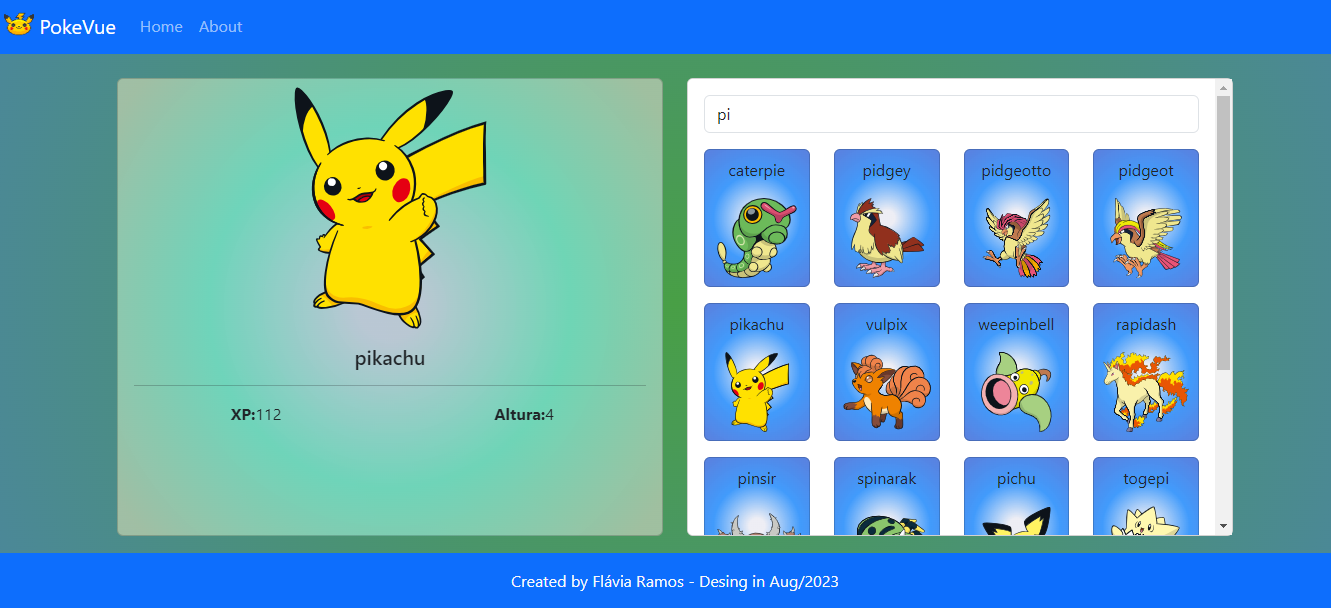 PokeVue Home About
pikachu
XP:112 Altura:4
pi
caterpie pidgey pidgeotto pidgeot
pikachu vulpix weepinbell rapidash
pinsir spinarak pichu togepi
Created by Flávia Ramos - Desing in Aug/2023